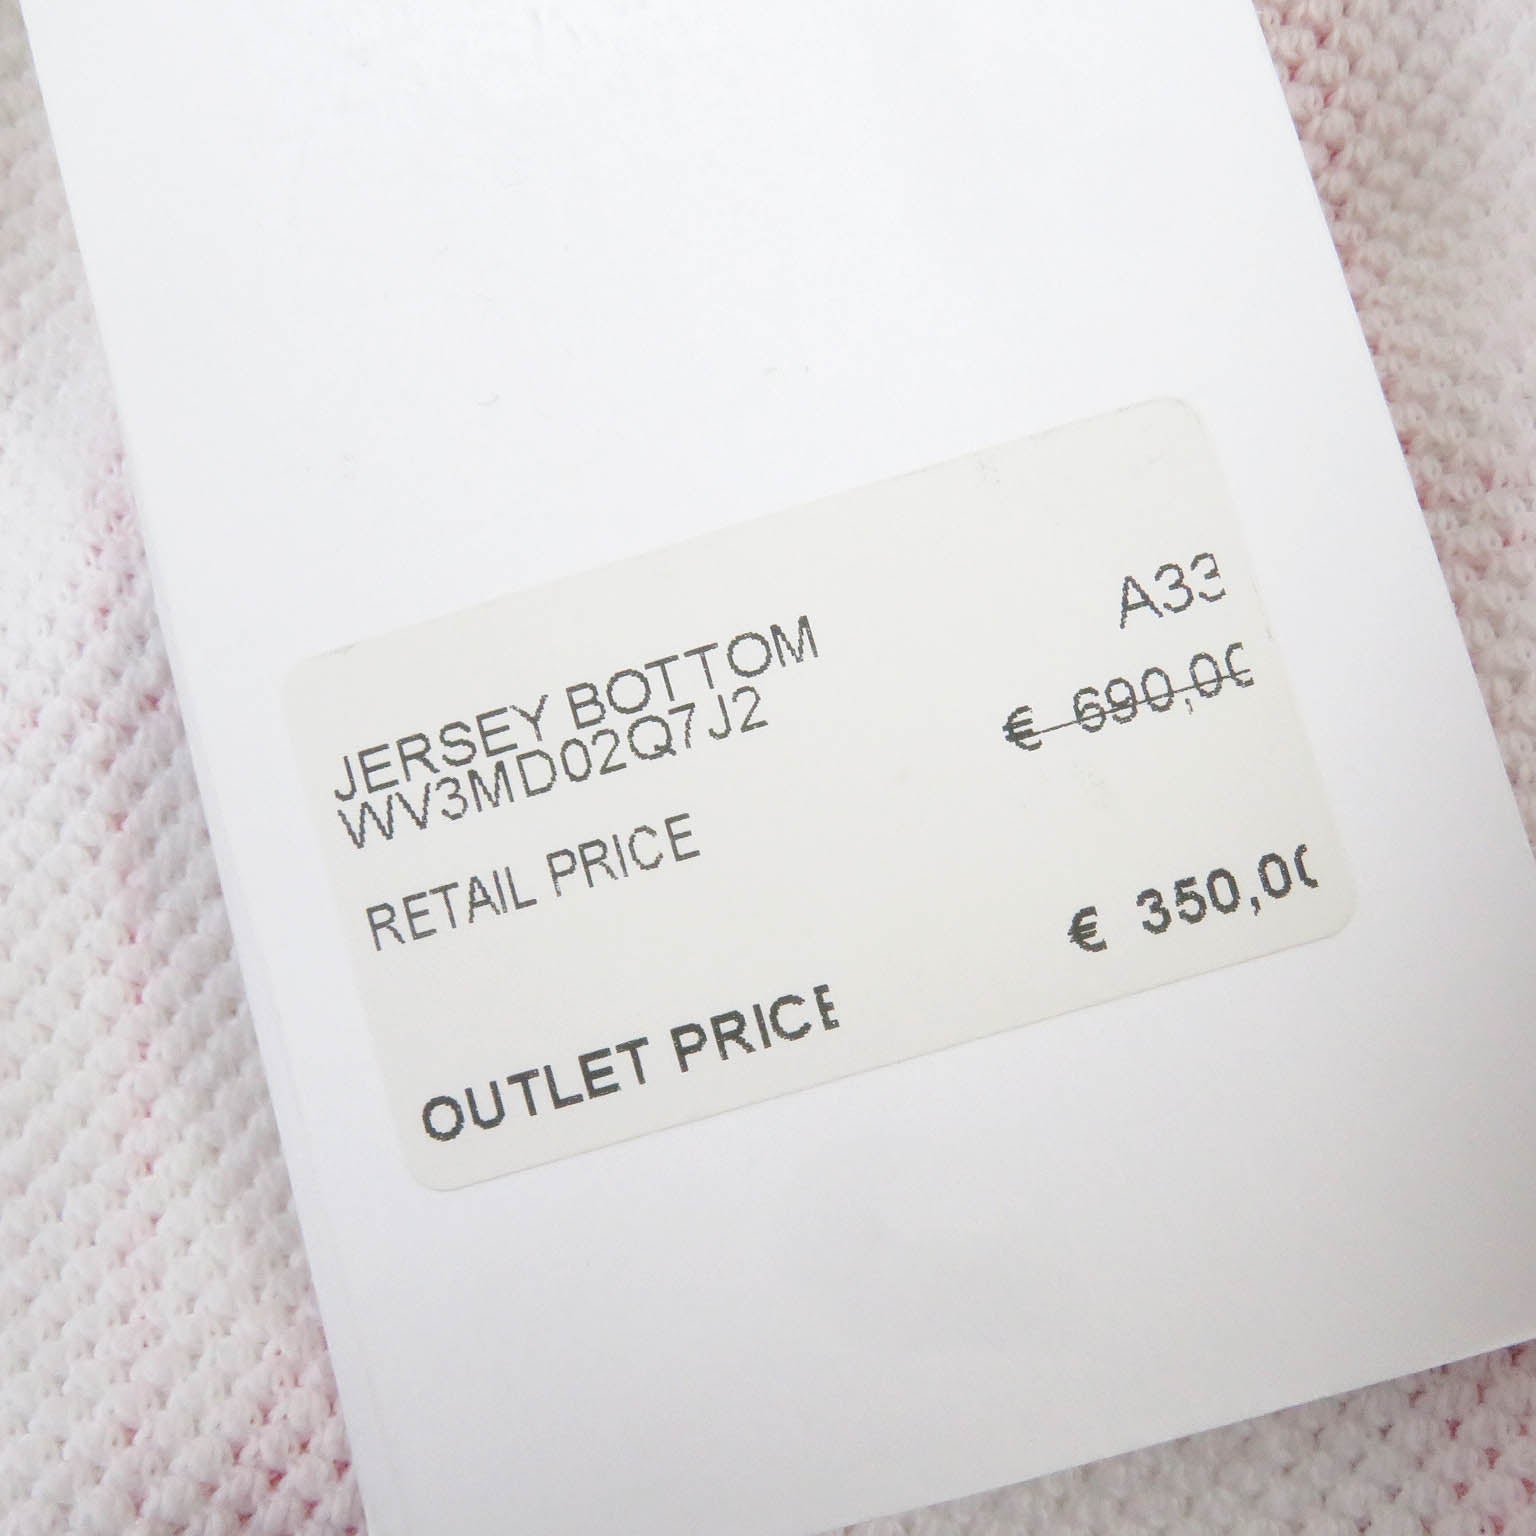 A33
JERSEY BOTTOM
WV3MD02Q7J2
€ 690,00
RETAIL PRICE
€ 350,00
OUTLET PRICE